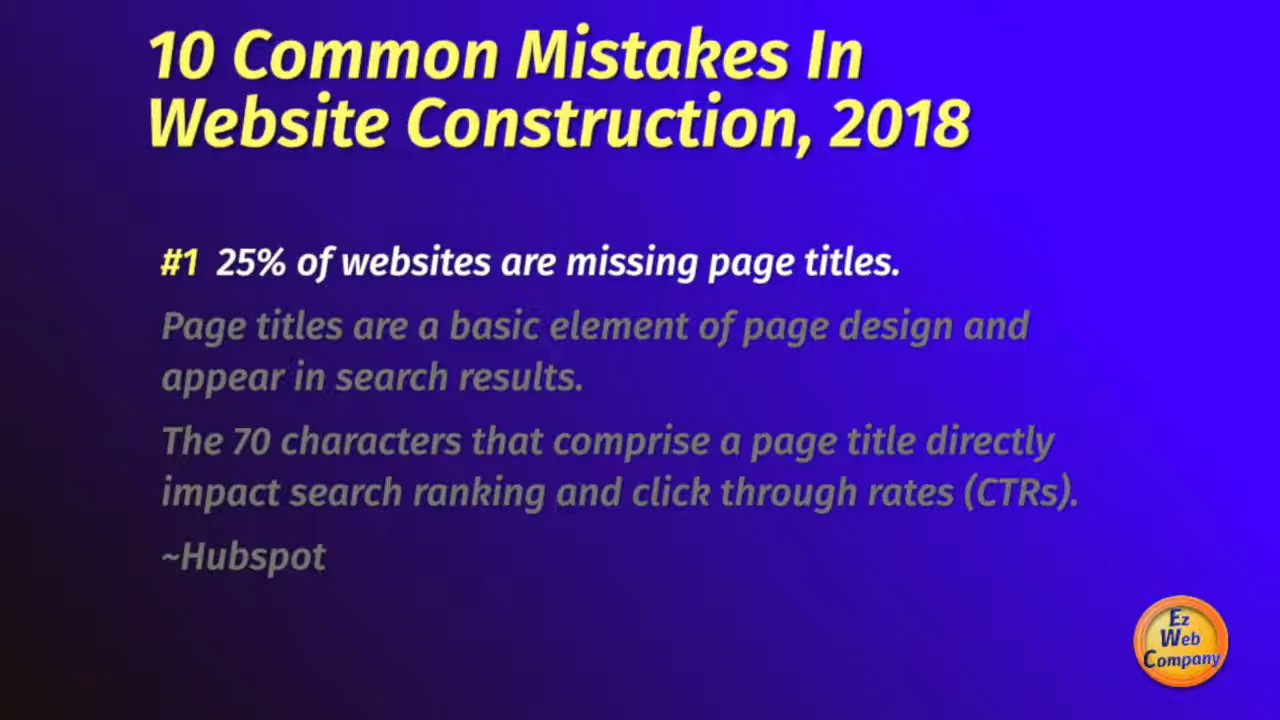 10 Common Mistakes In
Website Construction, 2018
#1 25% of websites are missing page titles.
Page titles are a basic element of page design and
appear in search results.
The 70 characters that comprise a page title directly
impact search ranking and click through rates (CTRs).
~Hubspot
Ez
Web
Company